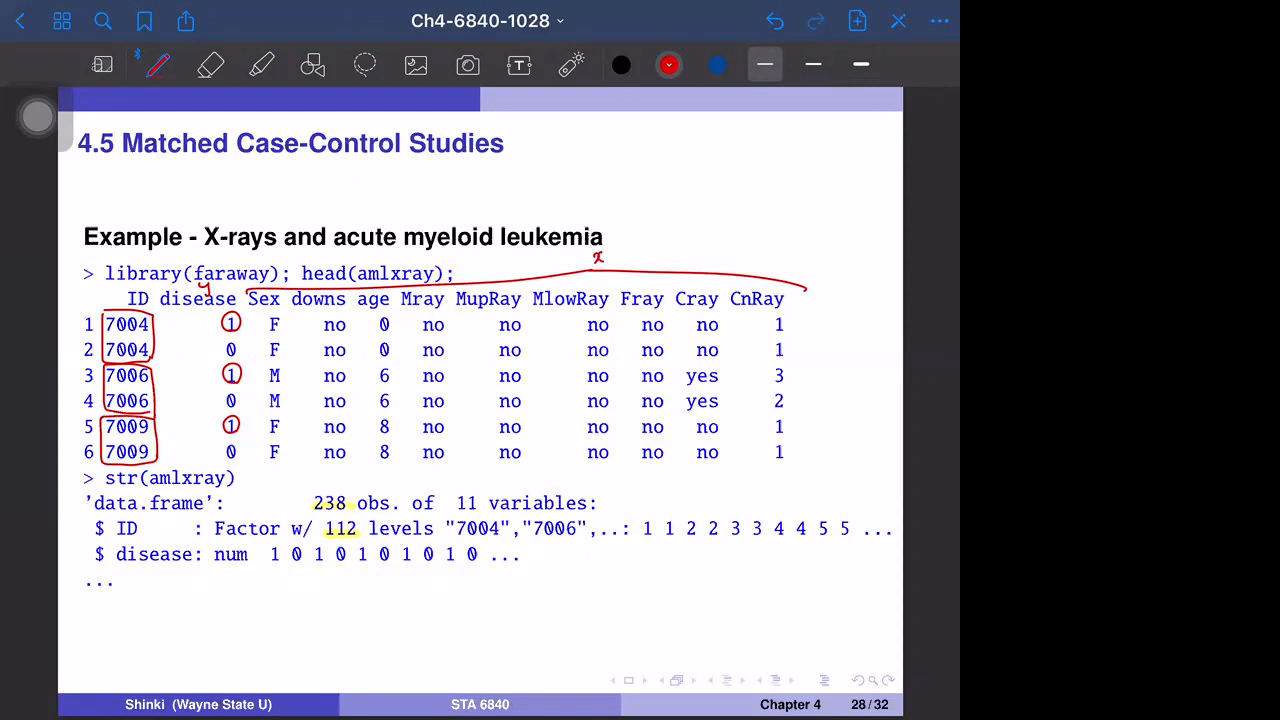 Ch4-6840-1028
4.5 Matched Case-Control Studies
Example - X-rays and acute myeloid leukemia
x
> library(faraway); head(amlxray);
y
ID disease Sex downs age Mray MupRay MlowRay Fray Cray CnRay
1 7004 1 F no 0 no no no no no 1
2 7004 0 F no 0 no no no no no 1
3 7006 1 M no 6 no no no no yes 3
4 7006 0 M no 6 no no no no yes 2
5 7009 1 F no 8 no no no no no 1
6 7009 0 F no 8 no no no no no 1
> str(amlxray)
'data.frame': 238 obs. of 11 variables:
$ ID : Factor w/ 112 levels "7004","7006",..: 1 1 2 2 3 3 4 4 5 5 ...
$ disease: num 1 0 1 0 1 0 1 0 1 0 ...
...
Shinki (Wayne State U) STA 6840 Chapter 4 28/32